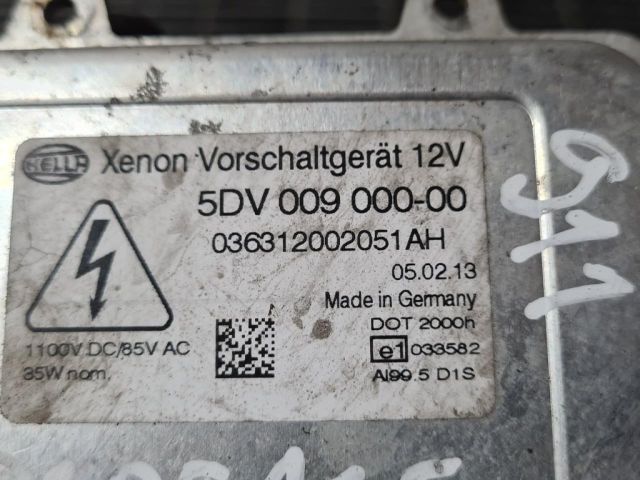 HELLA Xenon Vorschaltgerät 12V
5DV 009 000-00
036312002051AH
05.02.13
Made in Germany
DOT 2000h
1100V DC/85V AC
e1 033582
35W nom.
AI99.5 D1S
911